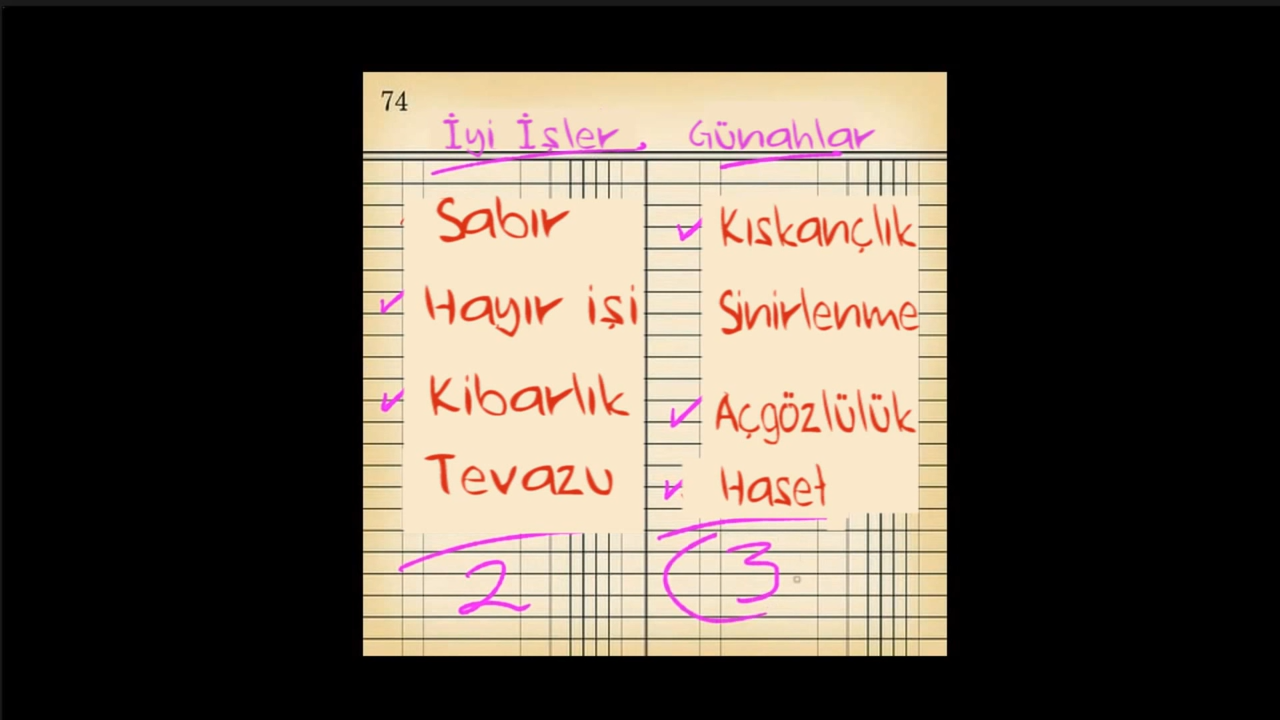 74
İyi İşler, Günahlar
Sabır
Hayır işi
Kibarlık
Tevazu
2
Kıskançlık
Sinirlenme
Açgözlülük
Haset
3